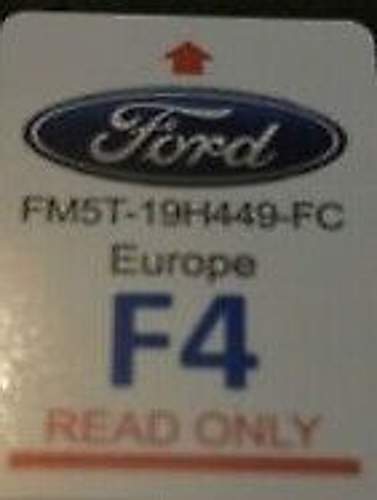 Ford
FM5T-19H449-FC
Europe
F4
READ ONLY